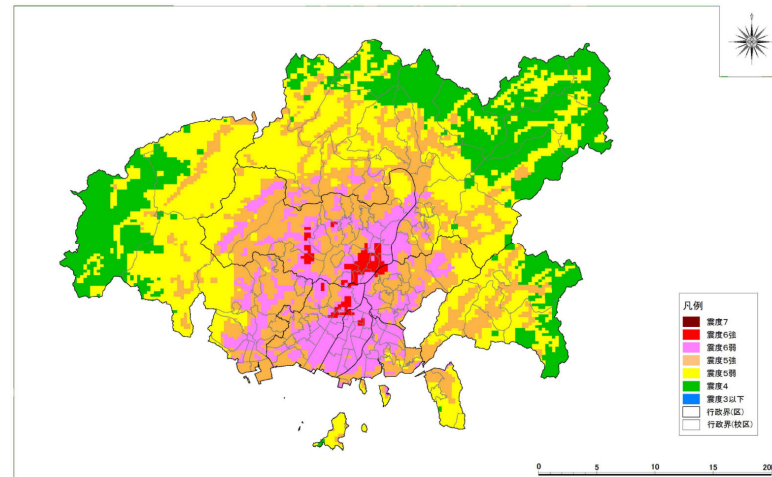 凡例
震度7
震度6強
震度6弱
震度5強
震度5弱
震度4
震度3以下
行政界(区)
行政界(校区)
0 5 10 15 20